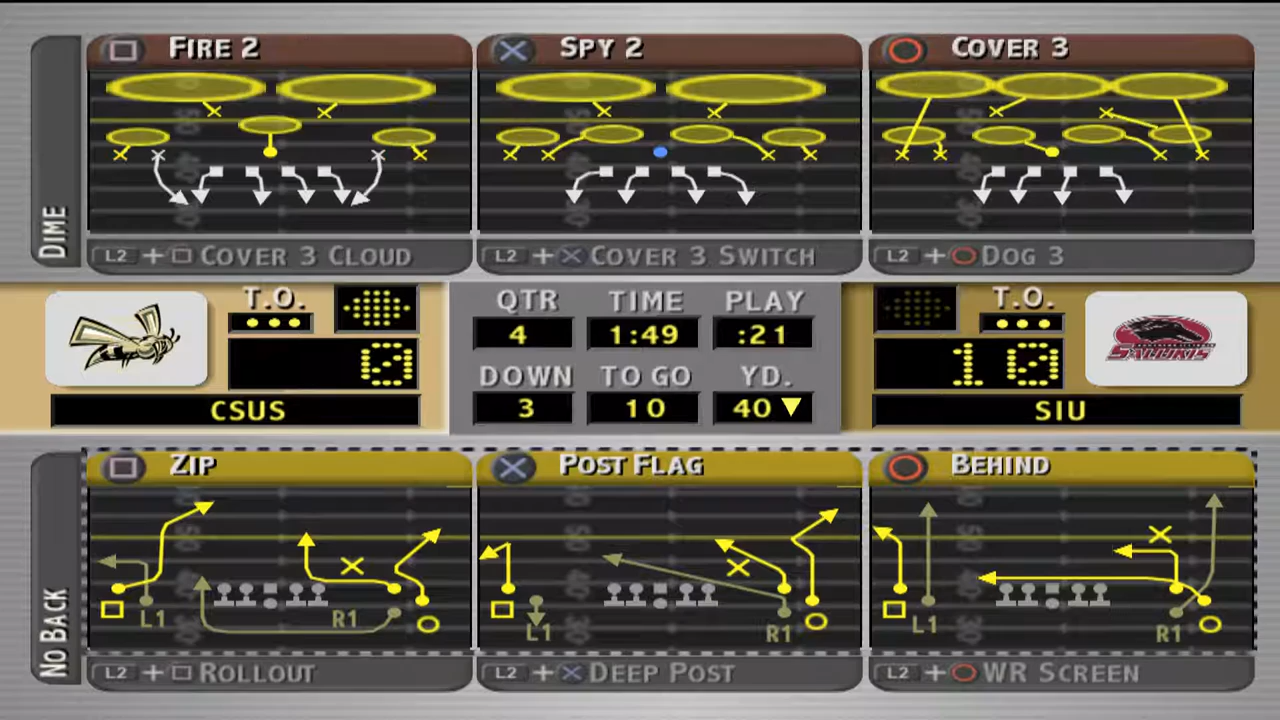 DIME
FIRE 2
SPY 2
COVER 3
L2 + COVER 3 CLOUD
L2 + COVER 3 SWITCH
L2 + DOG 3
T.O.
0
CSUS
QTR TIME PLAY
4 1:49 :21
DOWN TO GO YD.
3 10 40
T.O.
10
SIU
SALUKIS
NO BACK
ZIP
POST FLAG
BEHIND
L1 R1
L1 R1
L1 R1
L2 + ROLLOUT
L2 + DEEP POST
L2 + WR SCREEN